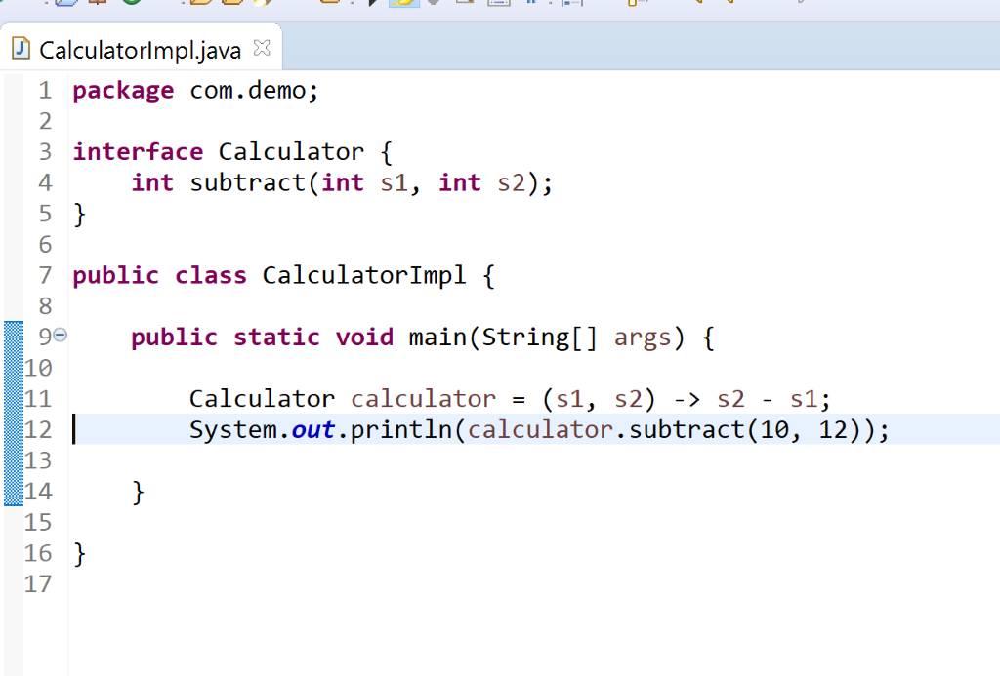 CalculatorImpl.java
1 package com.demo;
2
3 interface Calculator {
4     int subtract(int s1, int s2);
5 }
6
7 public class CalculatorImpl {
8
9     public static void main(String[] args) {
10
11         Calculator calculator = (s1, s2) -> s2 - s1;
12         System.out.println(calculator.subtract(10, 12));
13
14     }
15
16 }
17